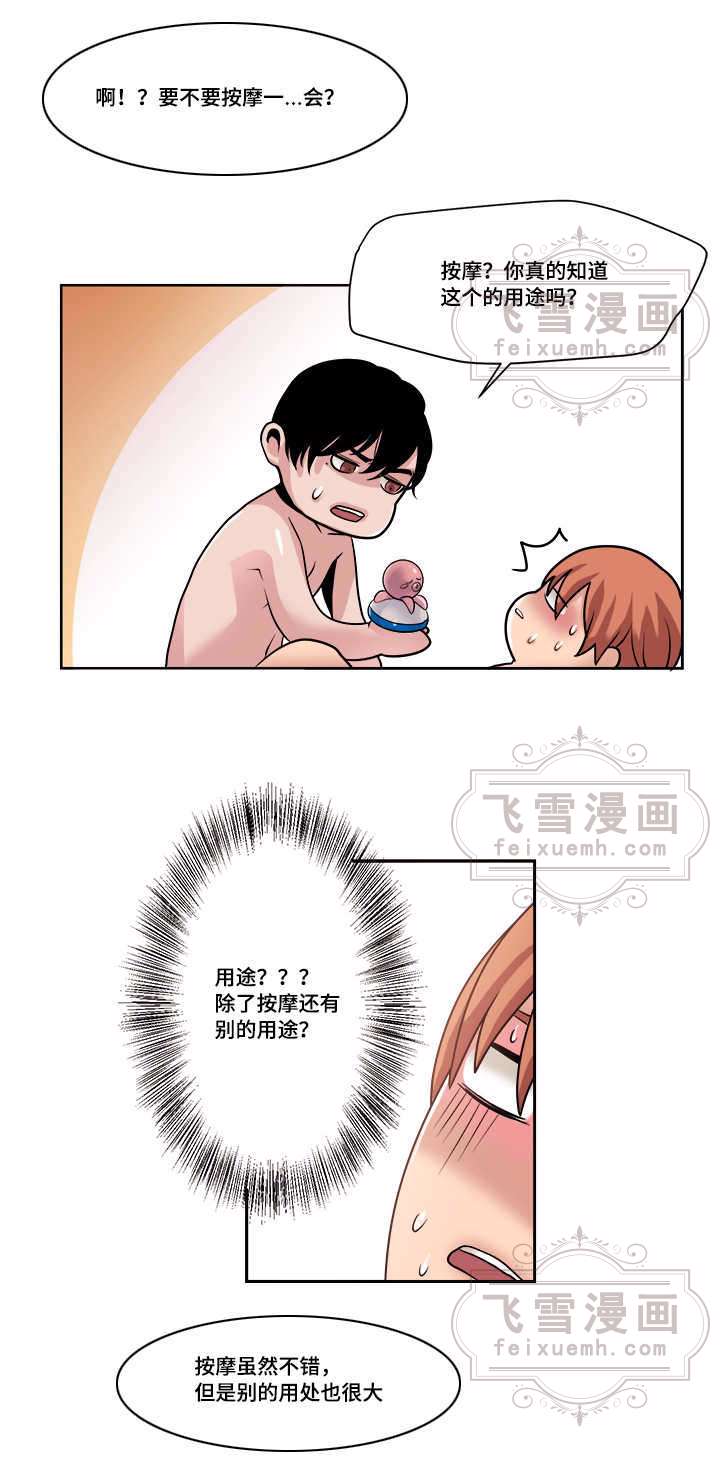 啊！？要不要按摩一...会？
按摩？你真的知道
这个的用途吗？
飞雪漫画
feixuemh.com
飞雪漫画
feixuemh.com
用途？？？
除了按摩还有
别的用途？
飞雪漫画
feixuemh.com
按摩虽然不错，
但是别的用处也很大